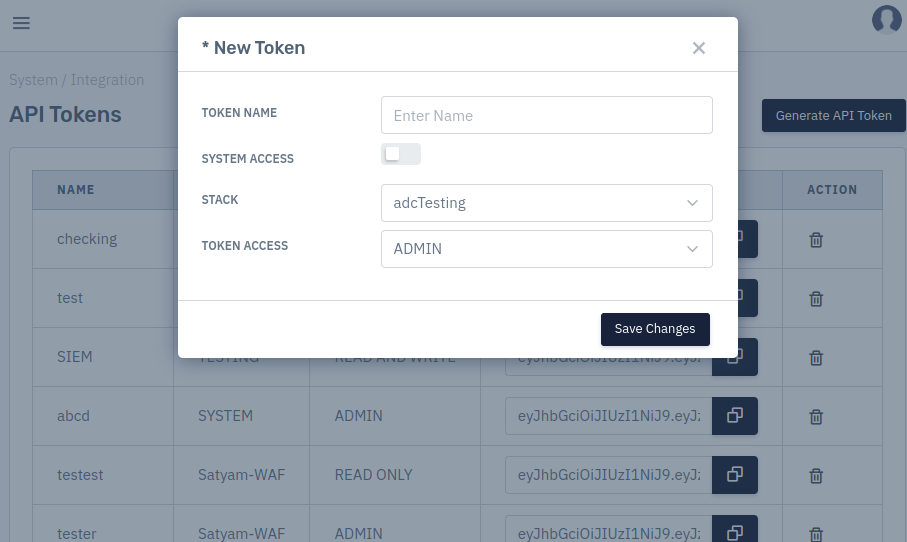 * New Token
System / Integration
API Tokens
Generate API Token
TOKEN NAME
Enter Name
SYSTEM ACCESS
STACK
adcTesting
TOKEN ACCESS
ADMIN
Save Changes
NAME
ACTION
checking
test
SIEM TESTING READ AND WRITE eyJhbGciOiJIUzI1NiJ9.eyJ
abcd SYSTEM ADMIN eyJhbGciOiJIUzI1NiJ9.eyJ
testest Satyam-WAF READ ONLY eyJhbGciOiJIUzI1NiJ9.eyJ
tester Satyam-WAF ADMIN eyJhbGciOiJIUzI1NiJ9.eyJ